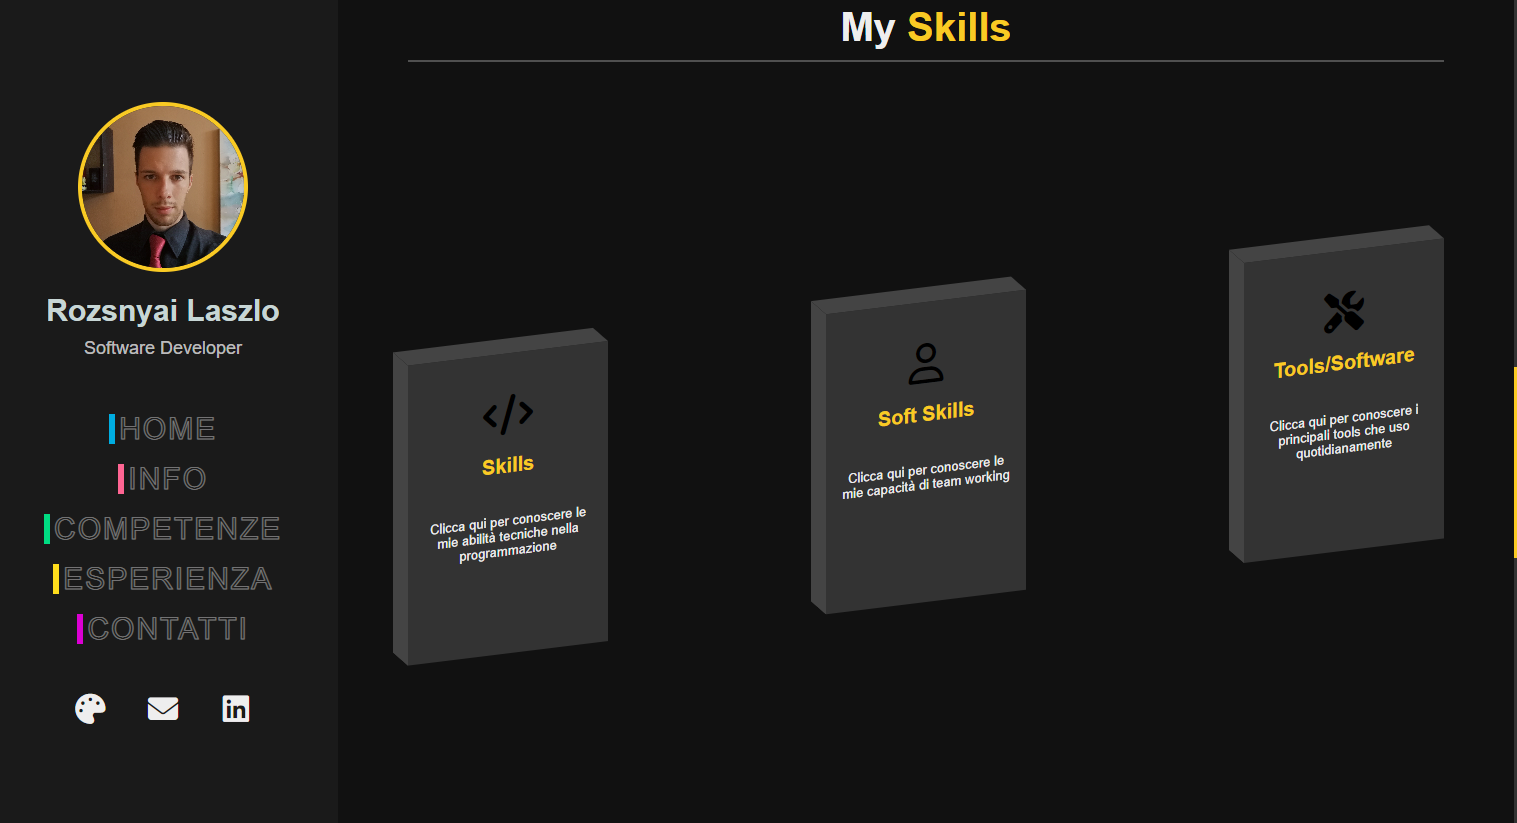 My Skills
Rozsnyai Laszlo
Software Developer
HOME
INFO
COMPETENZE
ESPERIENZA
CONTATTI
in
Skills
Clicca qui per conoscere le
mie abilità tecniche nella
programmazione
Soft Skills
Clicca qui per conoscere le
mie capacità di team working
Tools/Software
Clicca qui per conoscere i
principali tools che uso
quotidianamente